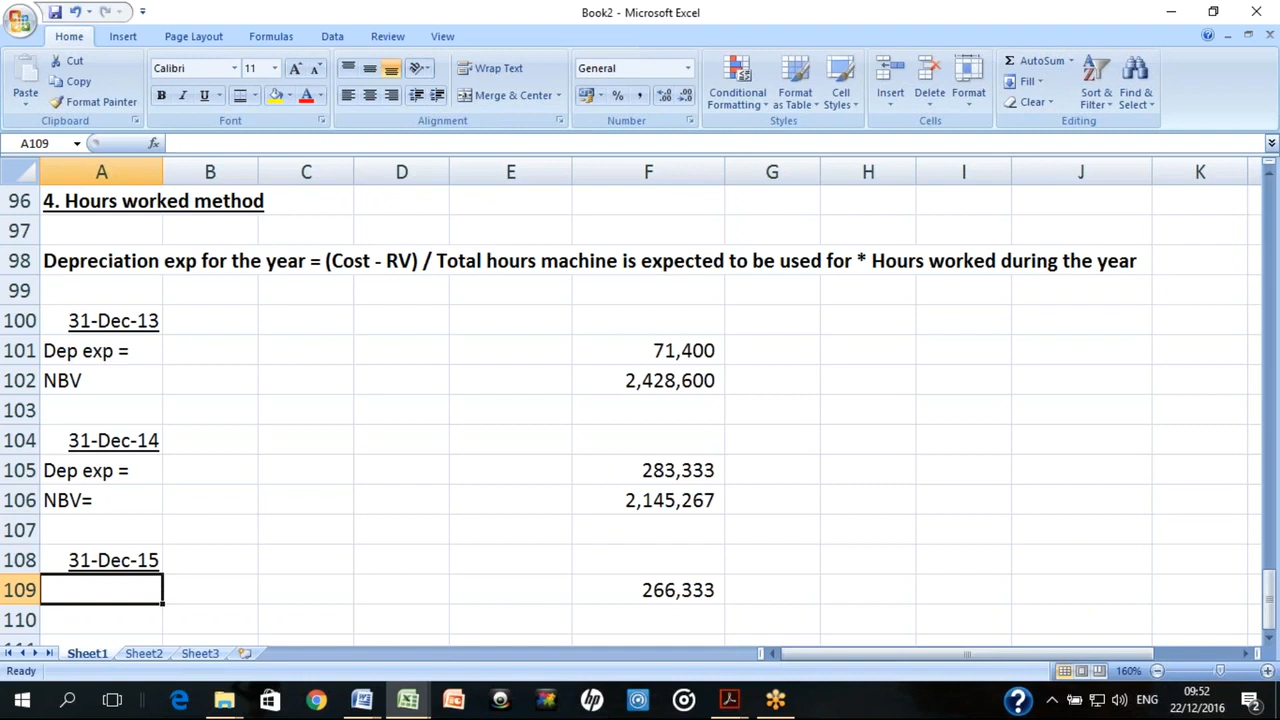 Book2 - Microsoft Excel
Home Insert Page Layout Formulas Data Review View
Paste Cut Copy Format Painter
Calibri 11 A A
B I U A
Wrap Text
Merge & Center
General
% , .0 .00 .00 .0
Conditional Formatting Format as Table Cell Styles
Insert Delete Format
Σ AutoSum
Fill
Clear
Sort & Filter Find & Select
Clipboard Font Alignment Number Styles Cells Editing
A109 fx
A B C D E F G H I J K
96 4. Hours worked method
97
98 Depreciation exp for the year = (Cost - RV) / Total hours machine is expected to be used for * Hours worked during the year
99
100 31-Dec-13
101 Dep exp = 71,400
102 NBV 2,428,600
103
104 31-Dec-14
105 Dep exp = 283,333
106 NBV= 2,145,267
107
108 31-Dec-15
109 266,333
110
Sheet1 Sheet2 Sheet3
Ready 160%
ENG 09:52
22/12/2016 2